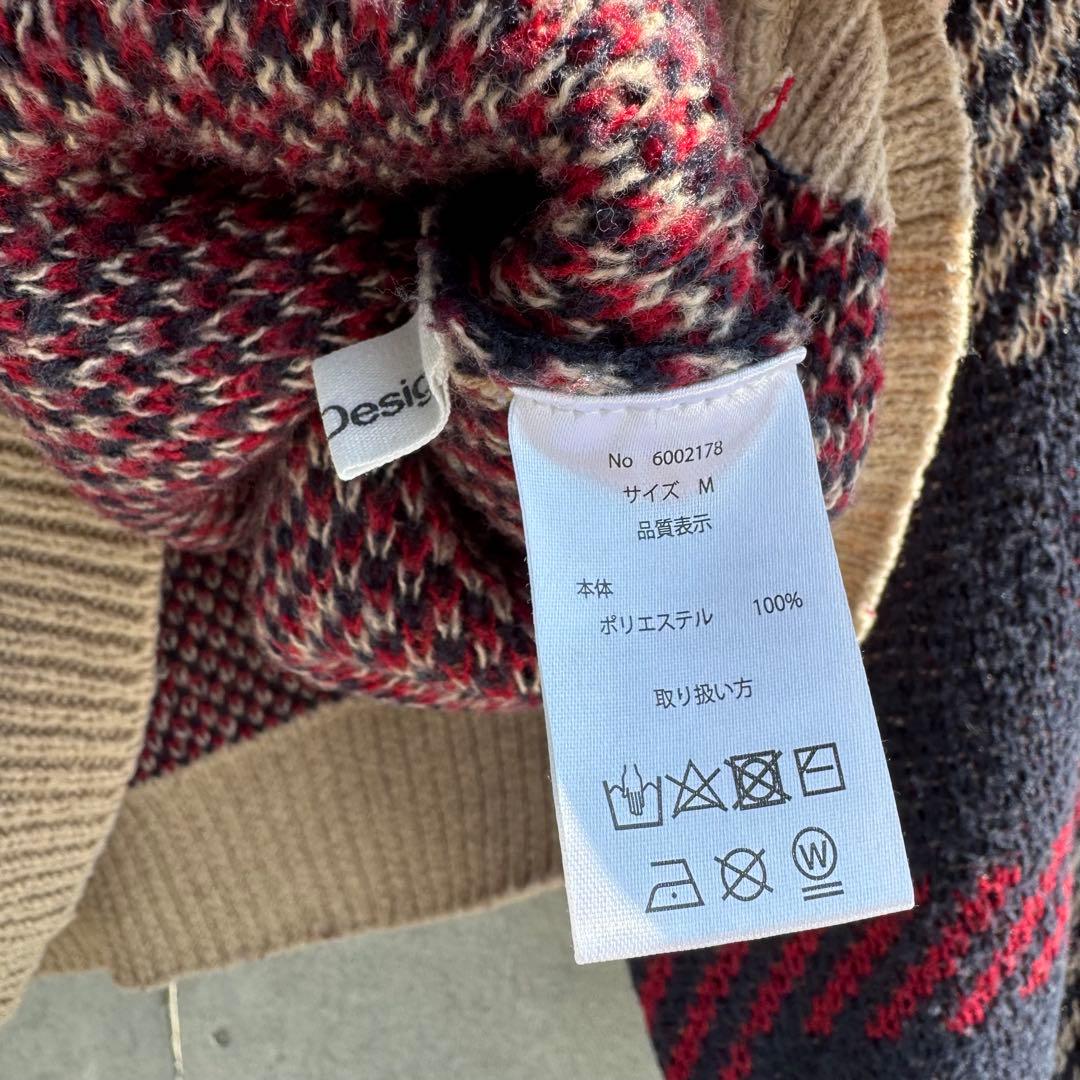 Desig
No 6002178
サイズ M
品質表示
本体
ポリエステル 100%
取り扱い方
W